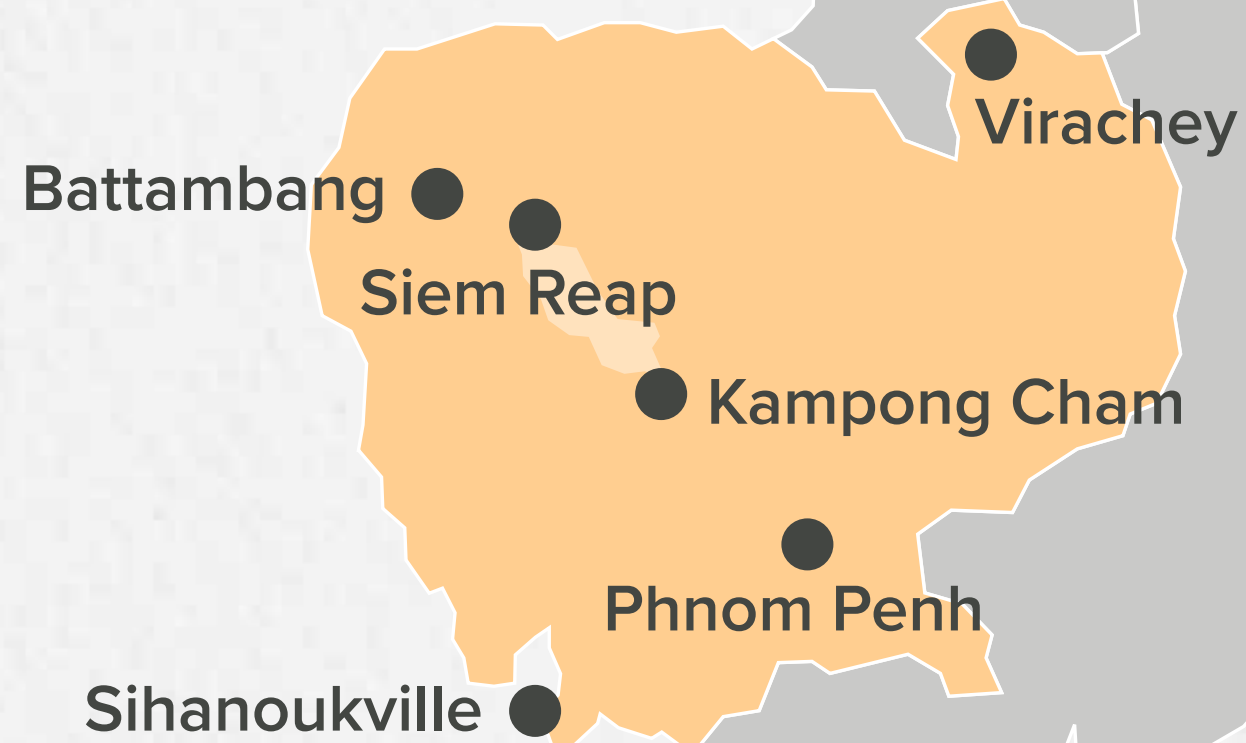 Virachey
Battambang
Siem Reap
Kampong Cham
Phnom Penh
Sihanoukville